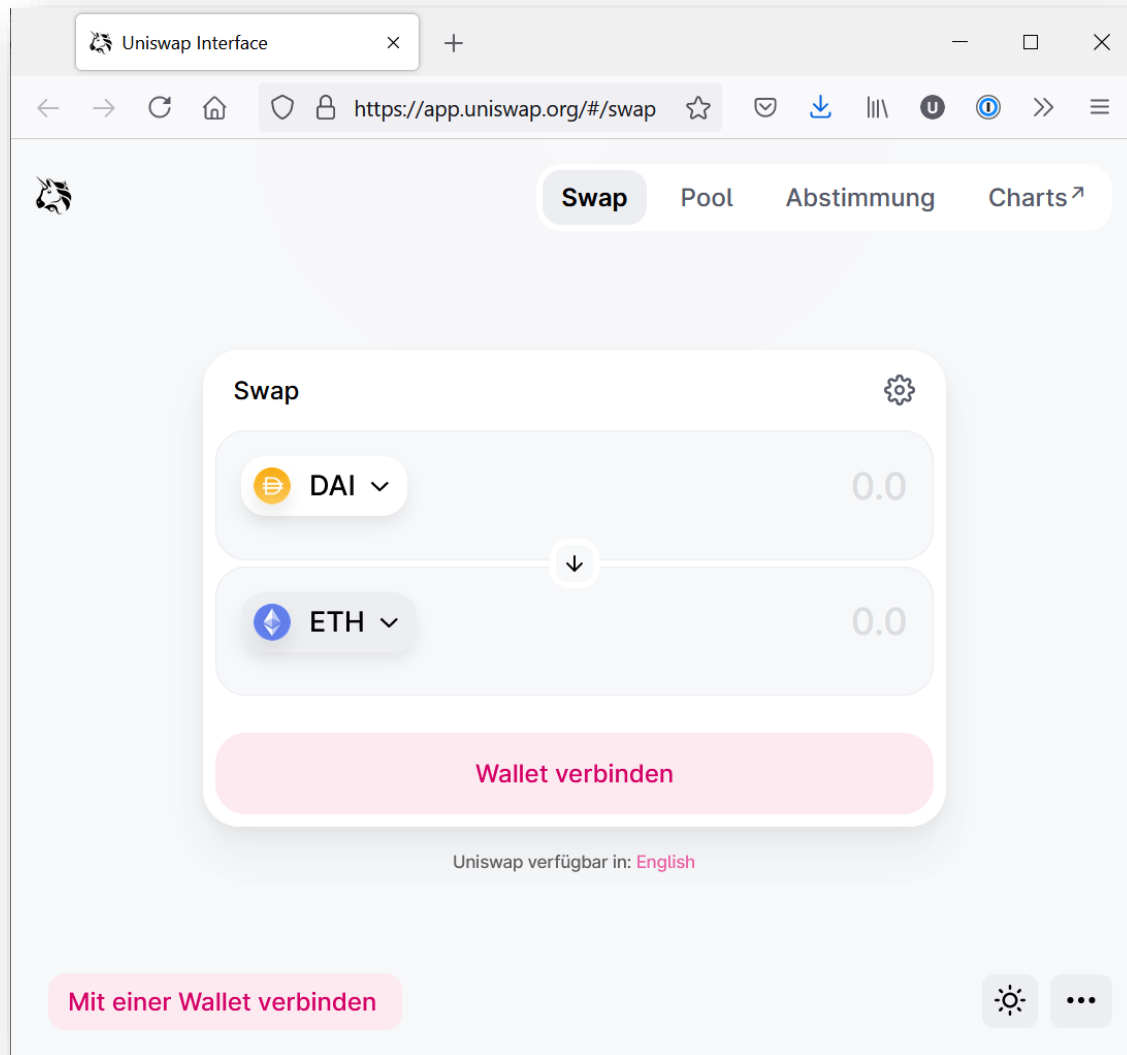 Uniswap Interface
https://app.uniswap.org/#/swap
U
Swap Pool Abstimmung Charts↗
Swap
DAI 0.0
ETH 0.0
Wallet verbinden
Uniswap verfügbar in: English
Mit einer Wallet verbinden